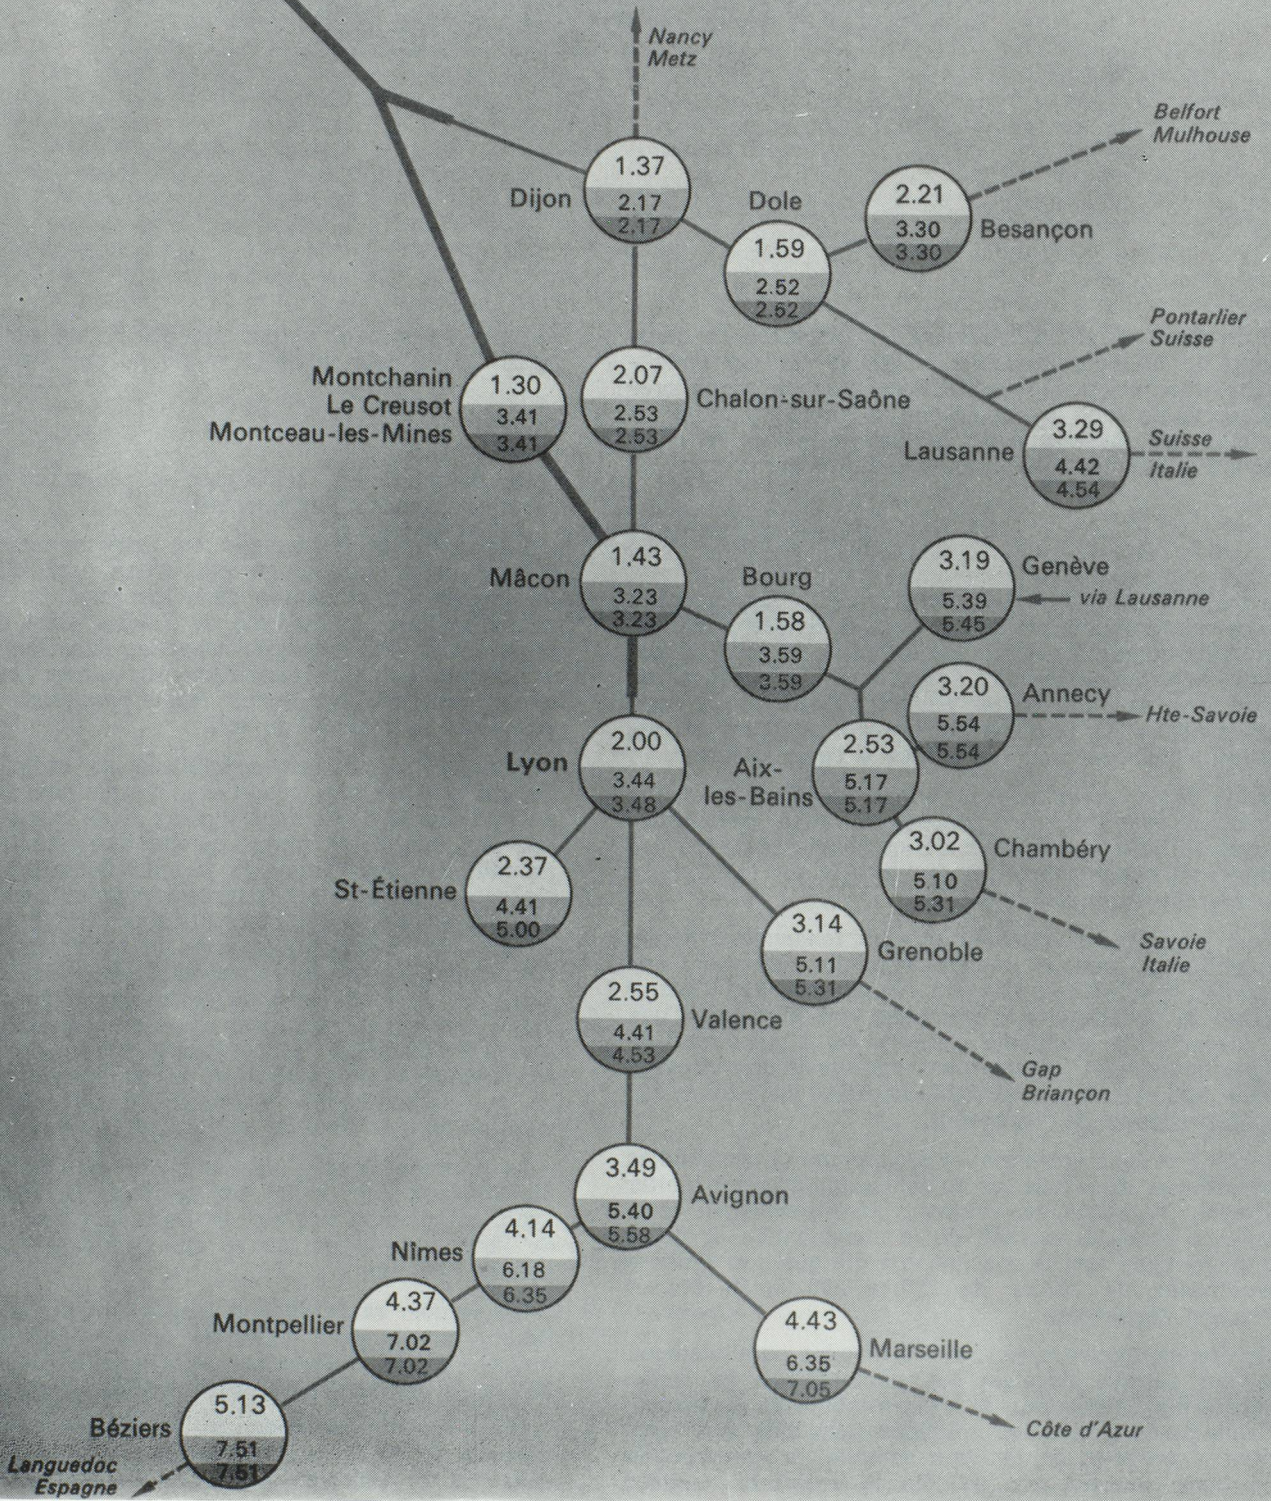 Nancy
Metz
Belfort
Mulhouse
Dijon
1.37
2.17
2.17
Dole
1.59
2.52
2.52
2.21
3.30
3.30
Besançon
Pontarlier
Suisse
Montchanin
Le Creusot
Montceau-les-Mines
1.30
3.41
3.41
2.07
2.53
2.53
Chalon-sur-Saône
Lausanne
3.29
4.42
4.54
Suisse
Italie
Mâcon
1.43
3.23
3.23
Bourg
1.58
3.59
3.59
3.19
5.39
5.45
Genève
via Lausanne
3.20
5.54
5.54
Annecy
Hte-Savoie
Lyon
2.00
3.44
3.48
Aix-
les-Bains
2.53
5.17
5.17
3.02
5.10
5.31
Chambéry
Savoie
Italie
St-Étienne
2.37
4.41
5.00
3.14
5.11
5.31
Grenoble
Gap
Briançon
2.55
4.41
4.53
Valence
3.49
5.40
5.58
Avignon
Nîmes
4.14
6.18
6.35
Montpellier
4.37
7.02
7.02
4.43
6.35
7.05
Marseille
Côte d'Azur
Béziers
5.13
7.51
7.51
Languedoc
Espagne